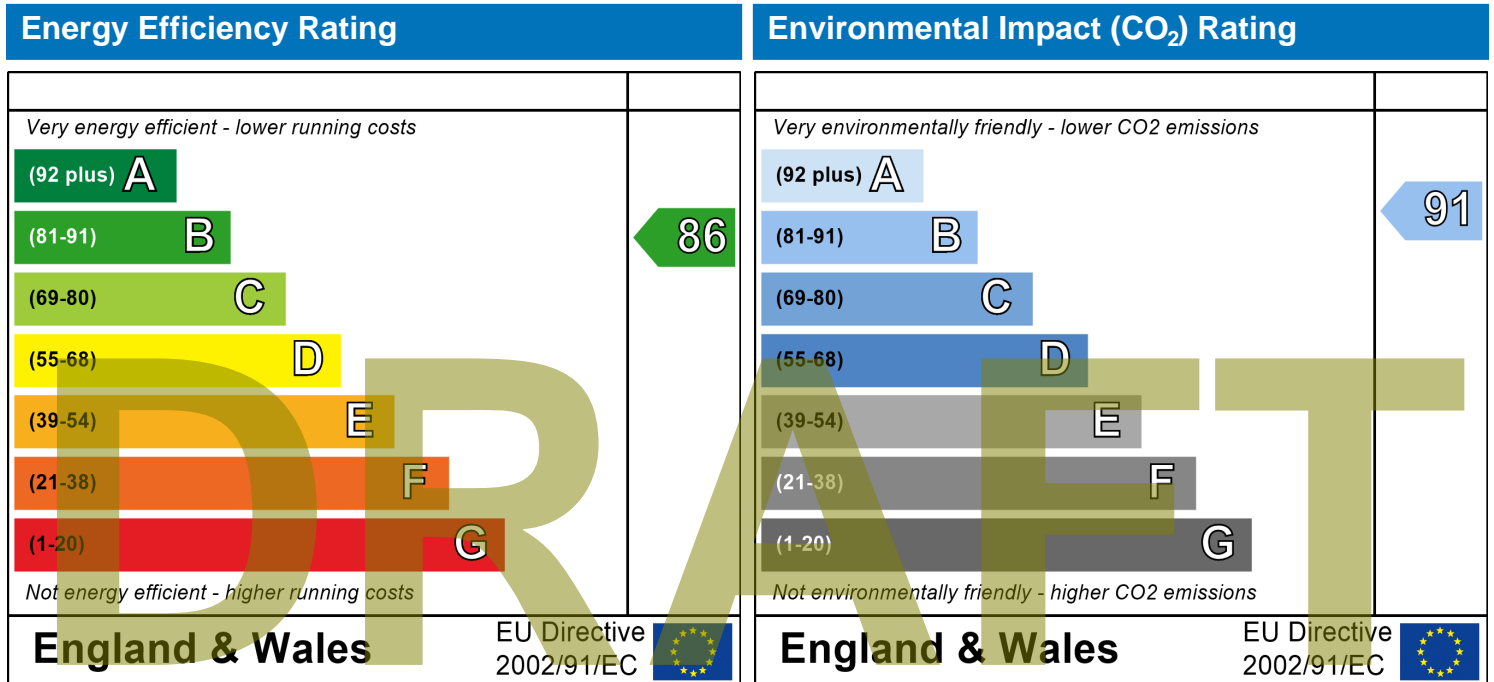 Energy Efficiency Rating
Very energy efficient - lower running costs
(92 plus) A
(81-91) B
86
(69-80) C
(55-68) D
(39-54) E
(21-38) F
(1-20) G
Not energy efficient - higher running costs
England & Wales
EU Directive
2002/91/EC
Environmental Impact (CO₂) Rating
Very environmentally friendly - lower CO2 emissions
(92 plus) A
91
(81-91) B
(69-80) C
(55-68) D
(39-54) E
(21-38) F
(1-20) G
Not environmentally friendly - higher CO2 emissions
England & Wales
EU Directive
2002/91/EC
DRAFT